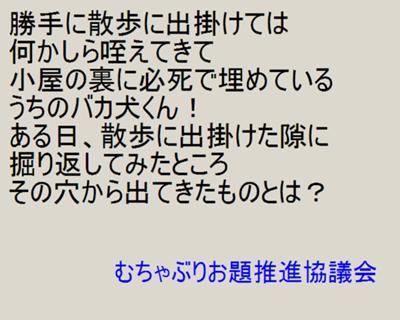 勝手に散歩に出掛けては
何かしら咥えてきて
小屋の裏に必死で埋めている
うちのバカ犬くん！
ある日、散歩に出掛けた隙に
掘り返してみたところ
その穴から出てきたものとは？
むちゃぶりお題推進協議会